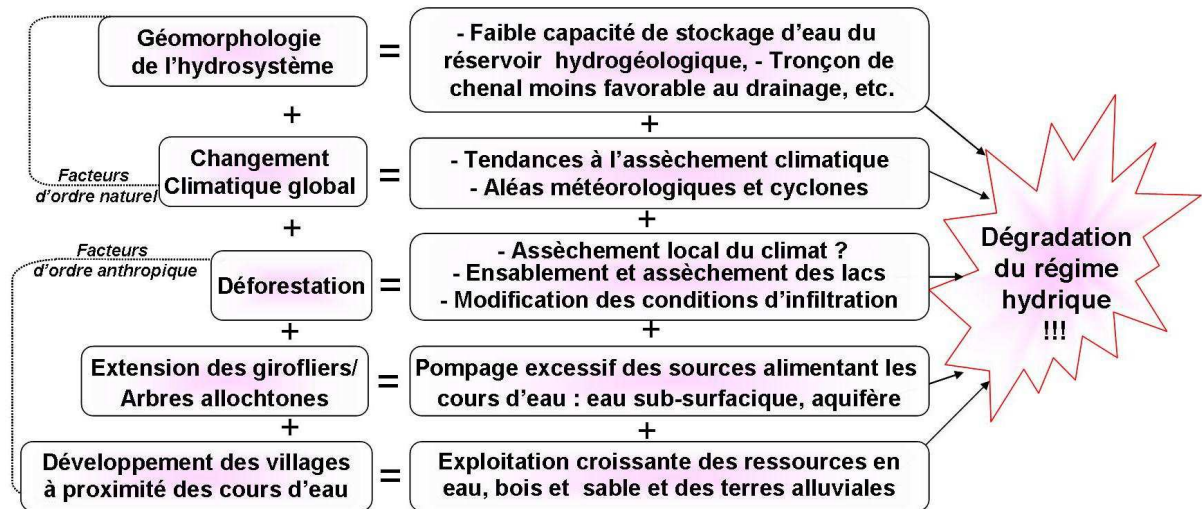 Géomorphologie
de l'hydrosystème
=
- Faible capacité de stockage d'eau du
réservoir hydrogéologique, - Tronçon de
chenal moins favorable au drainage, etc.
+
+
Facteurs
d'ordre naturel
Changement
Climatique global
=
- Tendances à l'assèchement climatique
- Aléas météorologiques et cyclones
+
+
Facteurs
d'ordre anthropique
Déforestation
=
- Assèchement local du climat ?
- Ensablement et assèchement des lacs
- Modification des conditions d'infiltration
+
+
Extension des girofliers/
Arbres allochtones
=
Pompage excessif des sources alimentant les
cours d'eau : eau sub-surfacique, aquifère
+
+
Développement des villages
à proximité des cours d'eau
=
Exploitation croissante des ressources en
eau, bois et sable et des terres alluviales
Dégradation
du régime
hydrique
!!!